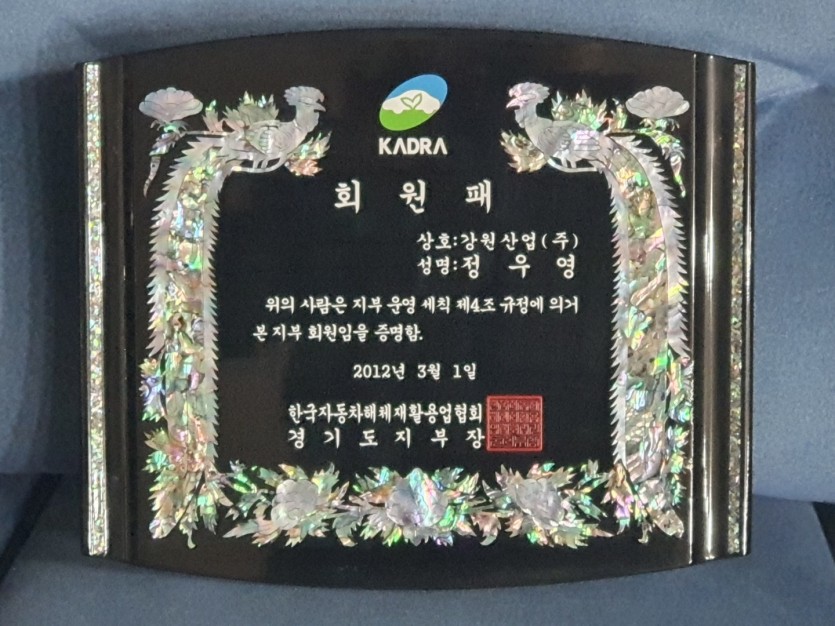 KADRA
회 원 패
상호:강원산업(주)
성명:정 우 영
위의 사람은 지부 운영 세칙 제4조 규정에 의거
본 지부 회원임을 증명함.
2012년 3월 1일
한국자동차해체재활용업협회
경 기 도 지 부 장